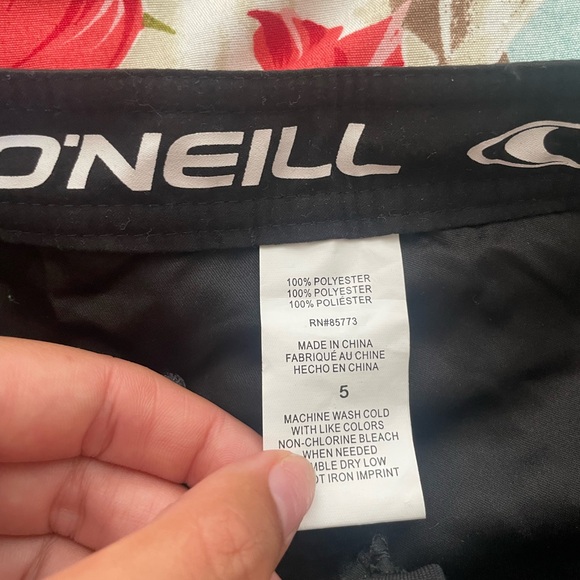 O'NEILL
100% POLYESTER
100% POLYESTER
100% POLIÉSTER
RN#85773
MADE IN CHINA
FABRIQUÉ AU CHINE
HECHO EN CHINA
5
MACHINE WASH COLD
WITH LIKE COLORS
NON-CHLORINE BLEACH
WHEN NEEDED
DRY LOW
IRON IMPRINT